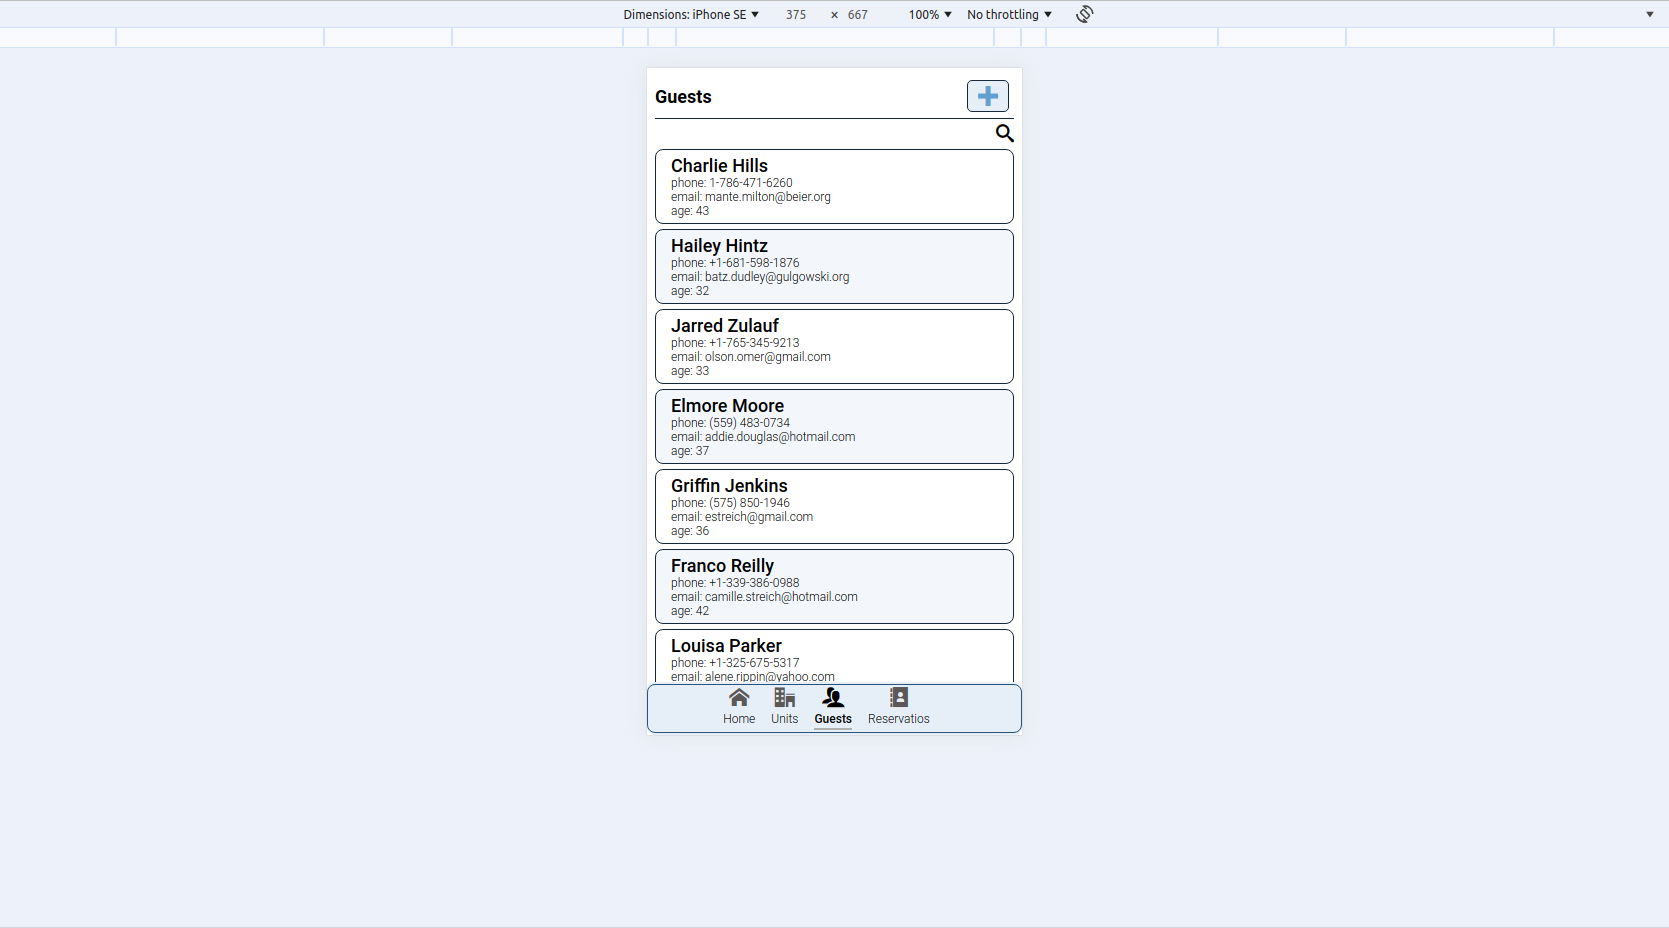 Dimensions: iPhone SE ▼ 375 × 667 100% ▼ No throttling ▼
Guests
Charlie Hills
phone: 1-786-471-6260
email: mante.milton@beier.org
age: 43
Hailey Hintz
phone: +1-681-598-1876
email: batz.dudley@gulgowski.org
age: 32
Jarred Zulauf
phone: +1-765-345-9213
email: olson.omer@gmail.com
age: 33
Elmore Moore
phone: (559) 483-0734
email: addie.douglas@hotmail.com
age: 37
Griffin Jenkins
phone: (575) 850-1946
email: estreich@gmail.com
age: 36
Franco Reilly
phone: +1-339-386-0988
email: camille.streich@hotmail.com
age: 42
Louisa Parker
phone: +1-325-675-5317
email: alene.rippin@yahoo.com
Home Units Guests Reservatios